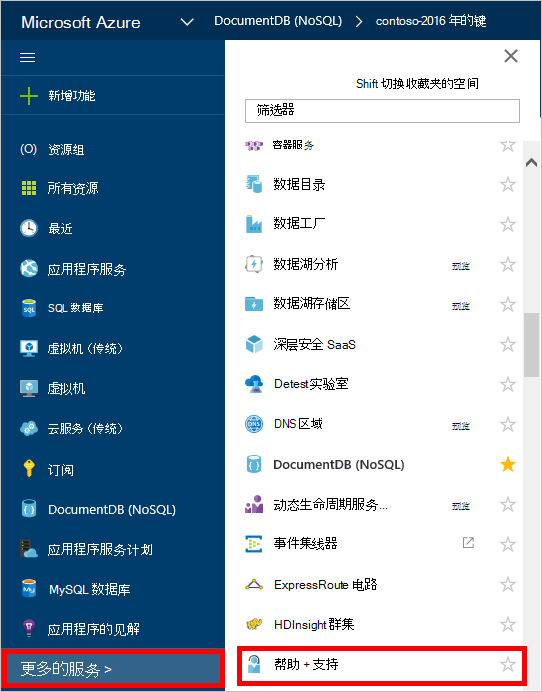 Microsoft Azure
DocumentDB (NoSQL) > contoso-2016 年的键
新增功能
资源组
所有资源
最近
应用程序服务
SQL 数据库
虚拟机 (传统)
虚拟机
云服务 (传统)
订阅
DocumentDB (NoSQL)
应用程序服务计划
MySQL 数据库
应用程序的见解
更多的服务 >
Shift 切换收藏夹的空间
筛选器
容器服务
数据目录
数据工厂
数据湖分析 预览
数据湖存储区 预览
深层安全 SaaS
Detest实验室
DNS区域 预览
DocumentDB (NoSQL)
动态生命周期服务... 预览
事件集线器
ExpressRoute 电路
HDInsight 群集
帮助 + 支持